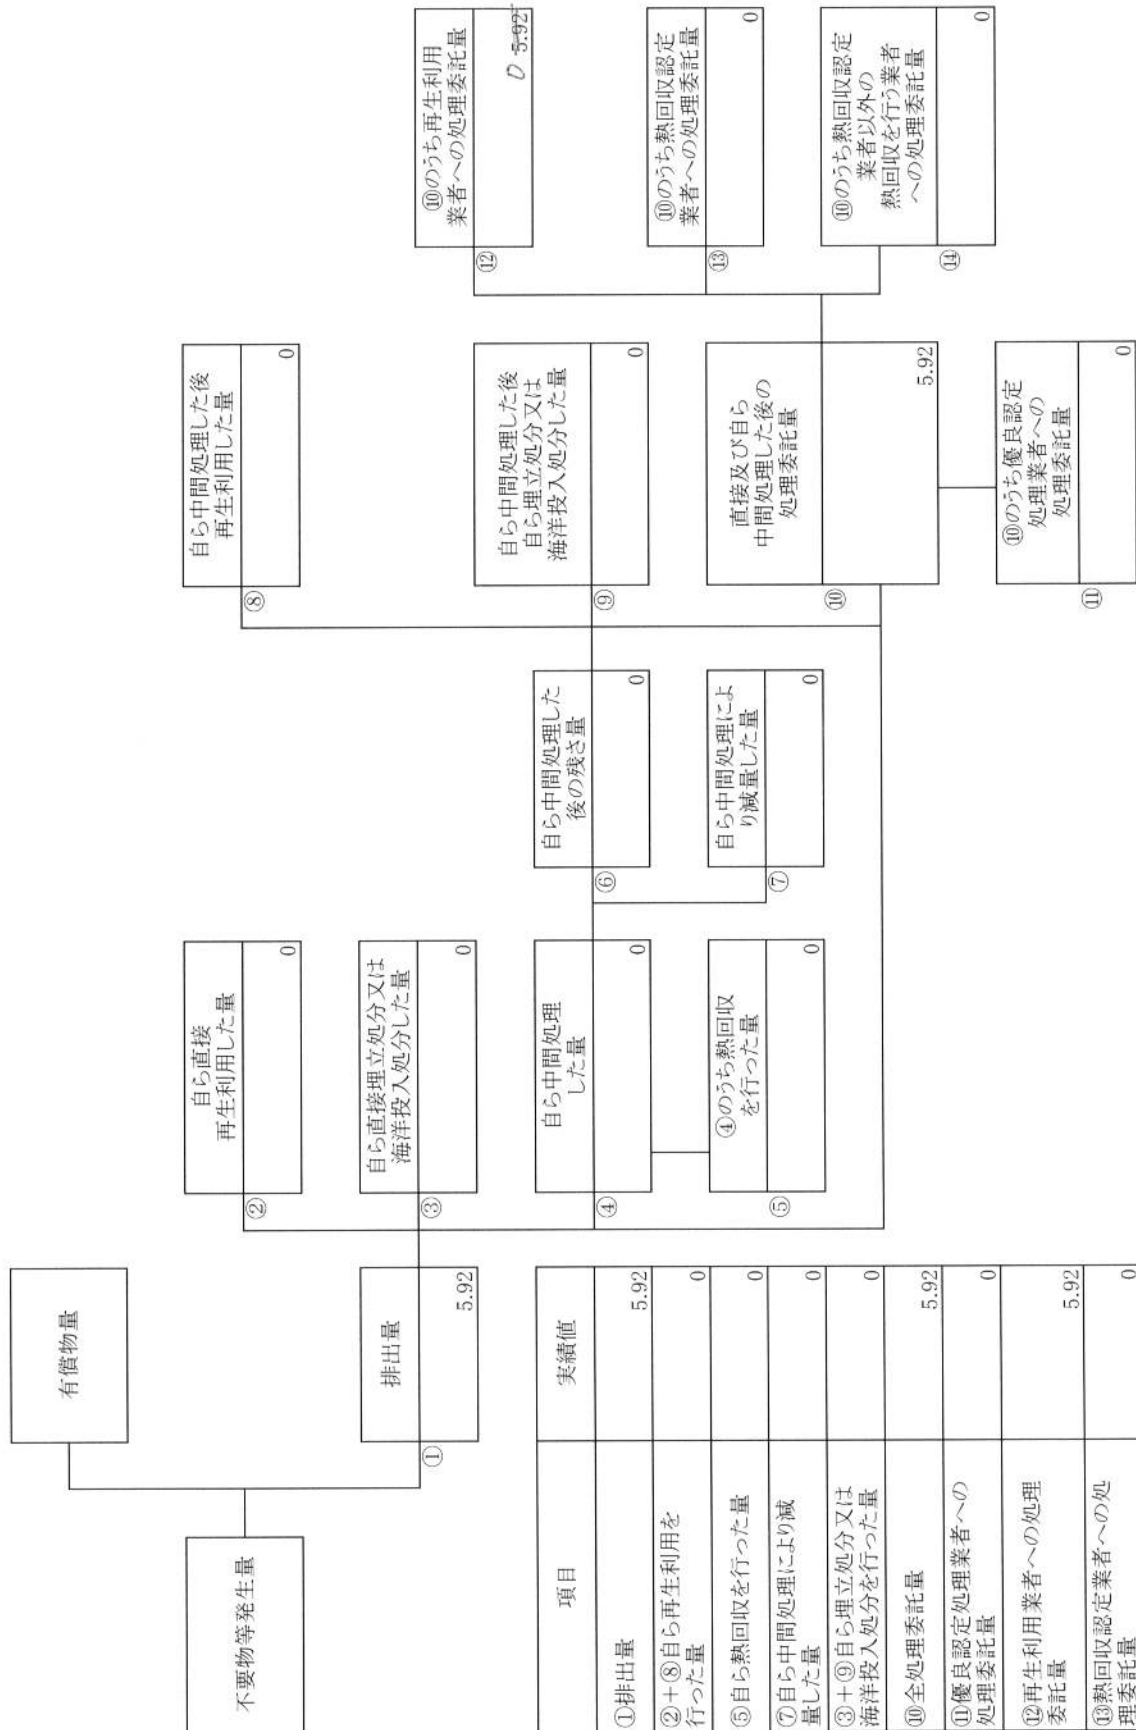 有償物量
不要物等発生量
①
排出量
5.92
②
自ら直接
再生利用した量
0
③
自ら直接埋立処分又は
海洋投入処分した量
0
④
自ら中間処理
した量
0
⑤
④のうち熱回収
を行った量
0
⑥
自ら中間処理した
後の残さ量
0
⑦
自ら中間処理によ
り減量した量
0
⑧
自ら中間処理した後
再生利用した量
0
⑨
自ら中間処理した後
自ら埋立処分又は
海洋投入処分した量
0
⑩
直接及び自ら
中間処理した後の
処理委託量
5.92
⑪
⑩のうち優良認定
処理業者への
処理委託量
0
⑫
⑩のうち再生利用
業者への処理委託量
0 5.92
⑬
⑩のうち熱回収認定
業者への処理委託量
0
⑭
⑩のうち熱回収認定
業者以外の
熱回収を行う業者
への処理委託量
0
項目 実績値
①排出量 5.92
②+⑧自ら再生利用を
行った量 0
⑤自ら熱回収を行った量 0
⑦自ら中間処理により減
量した量 0
③+⑨自ら埋立処分又は
海洋投入処分を行った量 0
⑩全処理委託量 5.92
⑪優良認定処理業者への
処理委託量 0
⑫再生利用業者への処理
委託量 5.92
⑬熱回収認定業者への処
理委託量 0